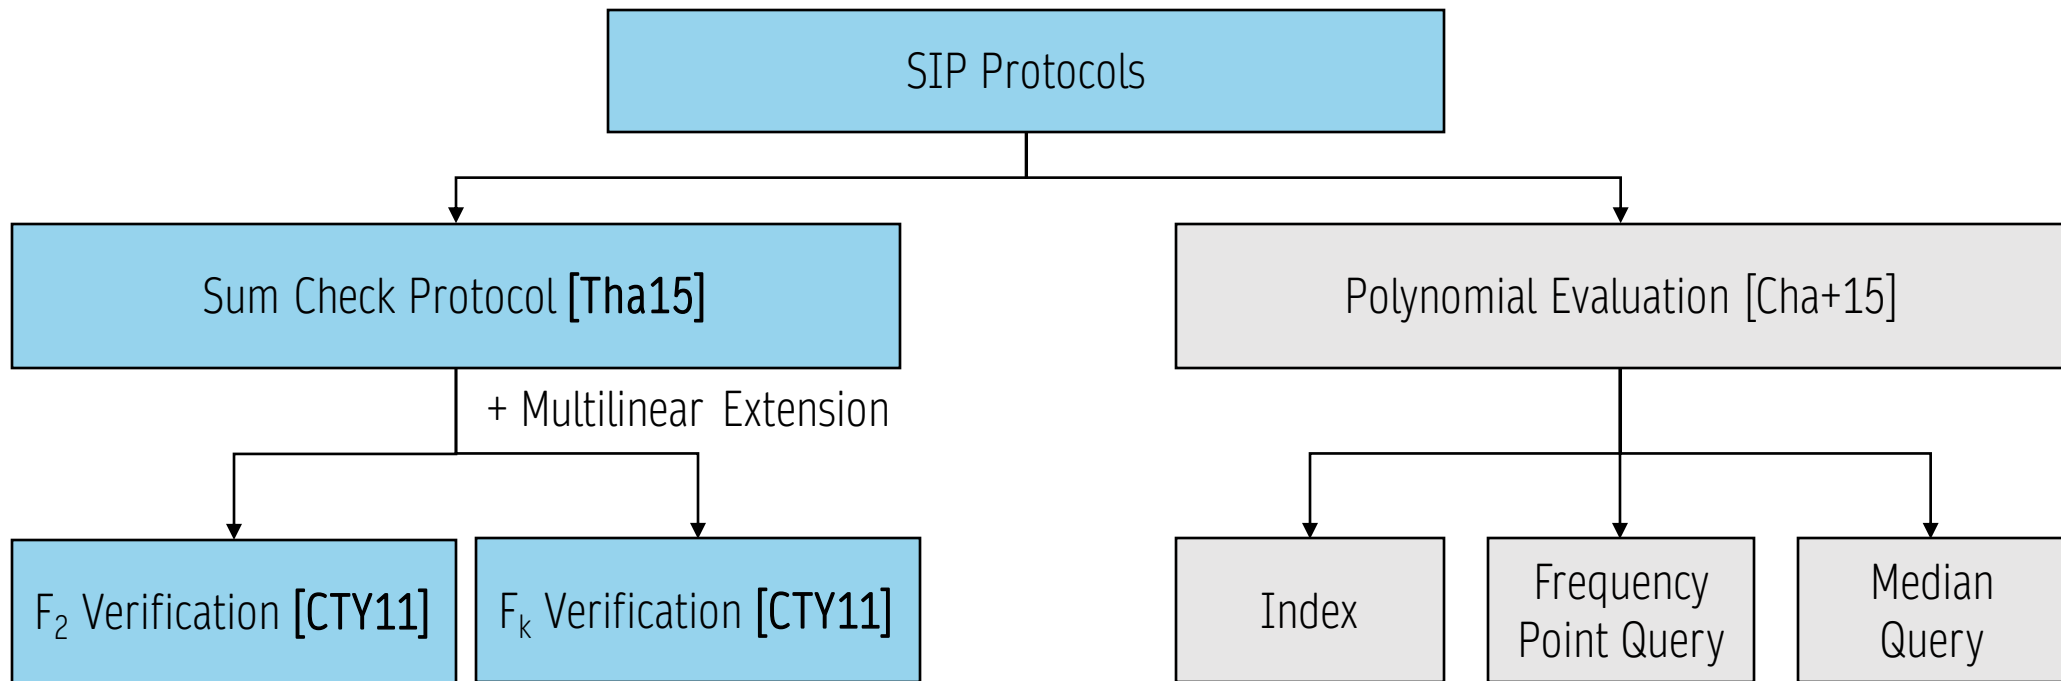 SIP Protocols
Sum Check Protocol [Tha15]
Polynomial Evaluation [Cha+15]
+ Multilinear Extension
F₂ Verification [CTY11]
Fₖ Verification [CTY11]
Index
Frequency
Point Query
Median
Query